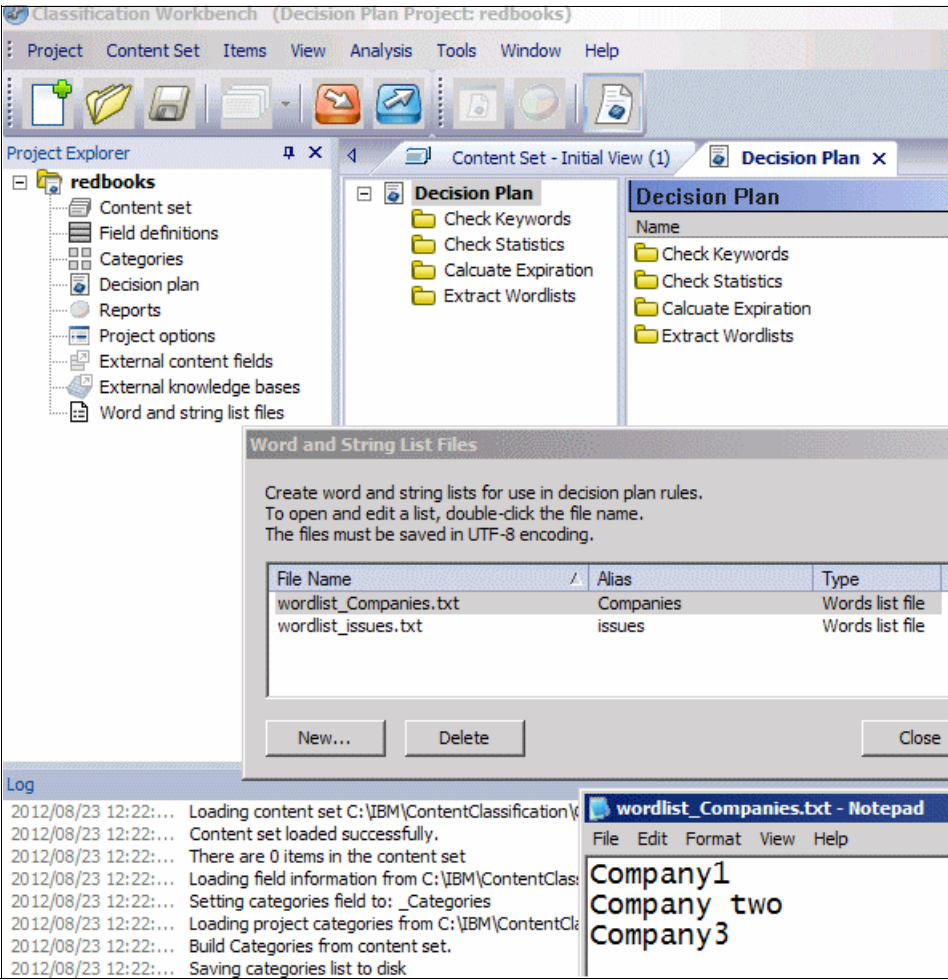 Classification Workbench (Decision Plan Project: redbooks)
Project Content Set Items View Analysis Tools Window Help
Project Explorer
redbooks
Content set
Field definitions
Categories
Decision plan
Reports
Project options
External content fields
External knowledge bases
Word and string list files
Content Set - Initial View (1)
Decision Plan
Decision Plan
Check Keywords
Check Statistics
Calcuate Expiration
Extract Wordlists
Decision Plan
Name
Check Keywords
Check Statistics
Calcuate Expiration
Extract Wordlists
Word and String List Files
Create word and string lists for use in decision plan rules.
To open and edit a list, double-click the file name.
The files must be saved in UTF-8 encoding.
File Name Alias Type
wordlist_Companies.txt Companies Words list file
wordlist_issues.txt issues Words list file
New... Delete Close
Log
2012/08/23 12:22:... Loading content set C:\IBM\ContentClassification\
2012/08/23 12:22:... Content set loaded successfully.
2012/08/23 12:22:... There are 0 items in the content set
2012/08/23 12:22:... Loading field information from C:\IBM\ContentClas
2012/08/23 12:22:... Setting categories field to: _Categories
2012/08/23 12:22:... Loading project categories from C:\IBM\ContentCl
2012/08/23 12:22:... Build Categories from content set.
2012/08/23 12:22:... Saving categories list to disk
wordlist_Companies.txt - Notepad
File Edit Format View Help
Company1
Company two
Company3